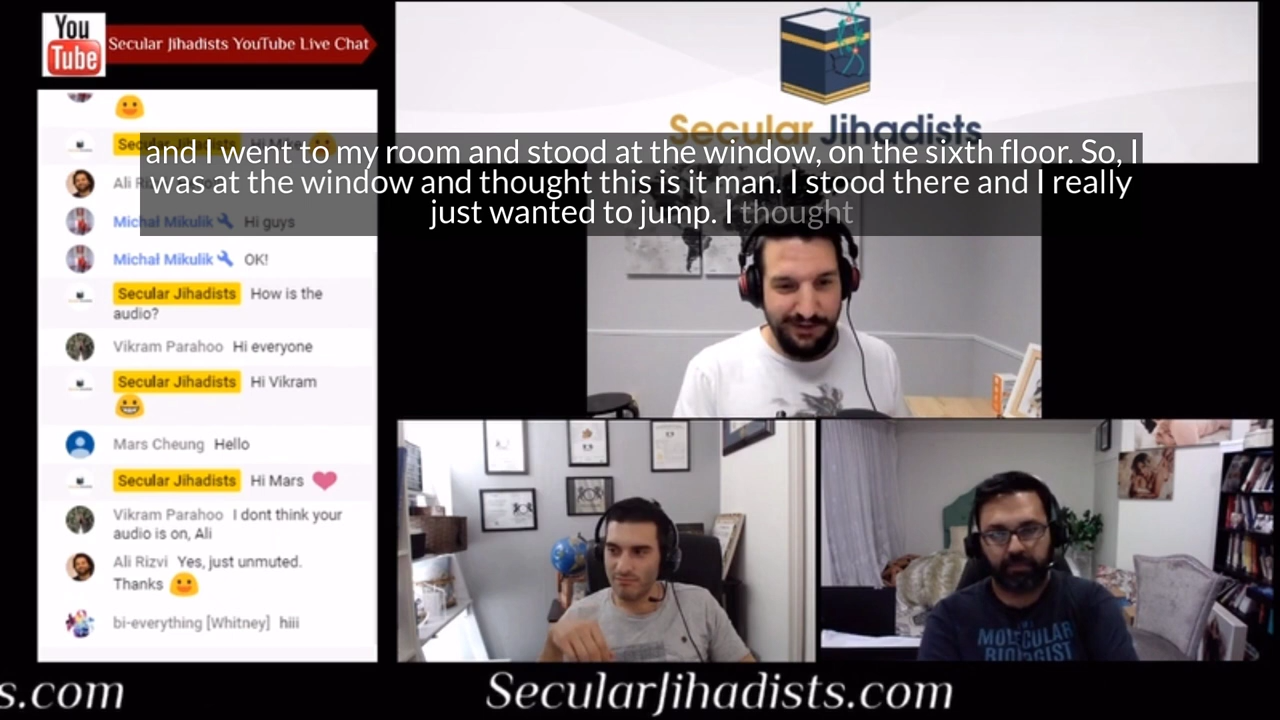 You
Tube
Secular Jihadists YouTube Live Chat
Secular Jihadists
and I went to my room and stood at the window, on the sixth floor. So, I
was at the window and thought this is it man. I stood there and I really
just wanted to jump. I thought
Michał Mikulik Hi guys
Michał Mikulik OK!
Secular Jihadists How is the
audio?
Vikram Parahoo Hi everyone
Secular Jihadists Hi Vikram
Mars Cheung Hello
Secular Jihadists Hi Mars
Vikram Parahoo I dont think your
audio is on, Ali
Ali Rizvi Yes, just unmuted.
Thanks
bi-everything [Whitney] hiii
MOLECULAR
BIOLOGIST
s.com
SecularJihadists.com